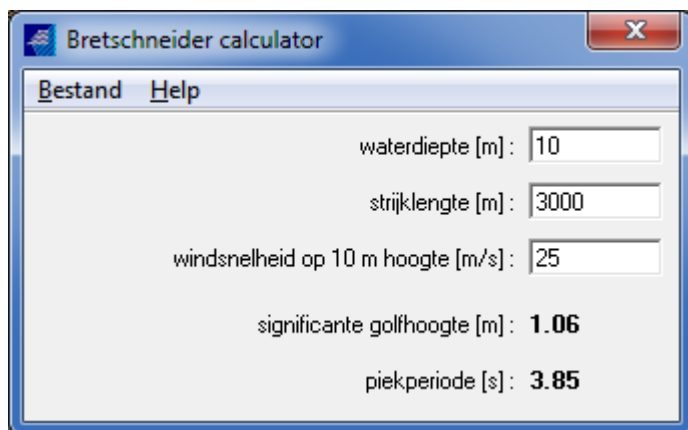 Bretschneider calculator
Bestand Help
waterdiepte [m] : 10
strijklengte [m] : 3000
windsnelheid op 10 m hoogte [m/s] : 25
significante golfhoogte [m] : 1.06
piekperiode [s] : 3.85